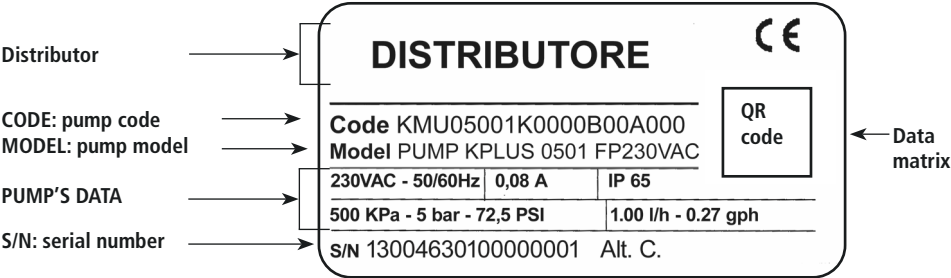 Distributor
DISTRIBUTORE
CE
CODE: pump code
MODEL: pump model
Code KMU05001K0000B00A000
Model PUMP KPLUS 0501 FP230VAC
QR
code
Data
matrix
PUMP'S DATA
230VAC - 50/60Hz 0,08 A IP 65
500 KPa - 5 bar - 72,5 PSI 1.00 l/h - 0.27 gph
S/N: serial number
S/N 13004630100000001 Alt. C.